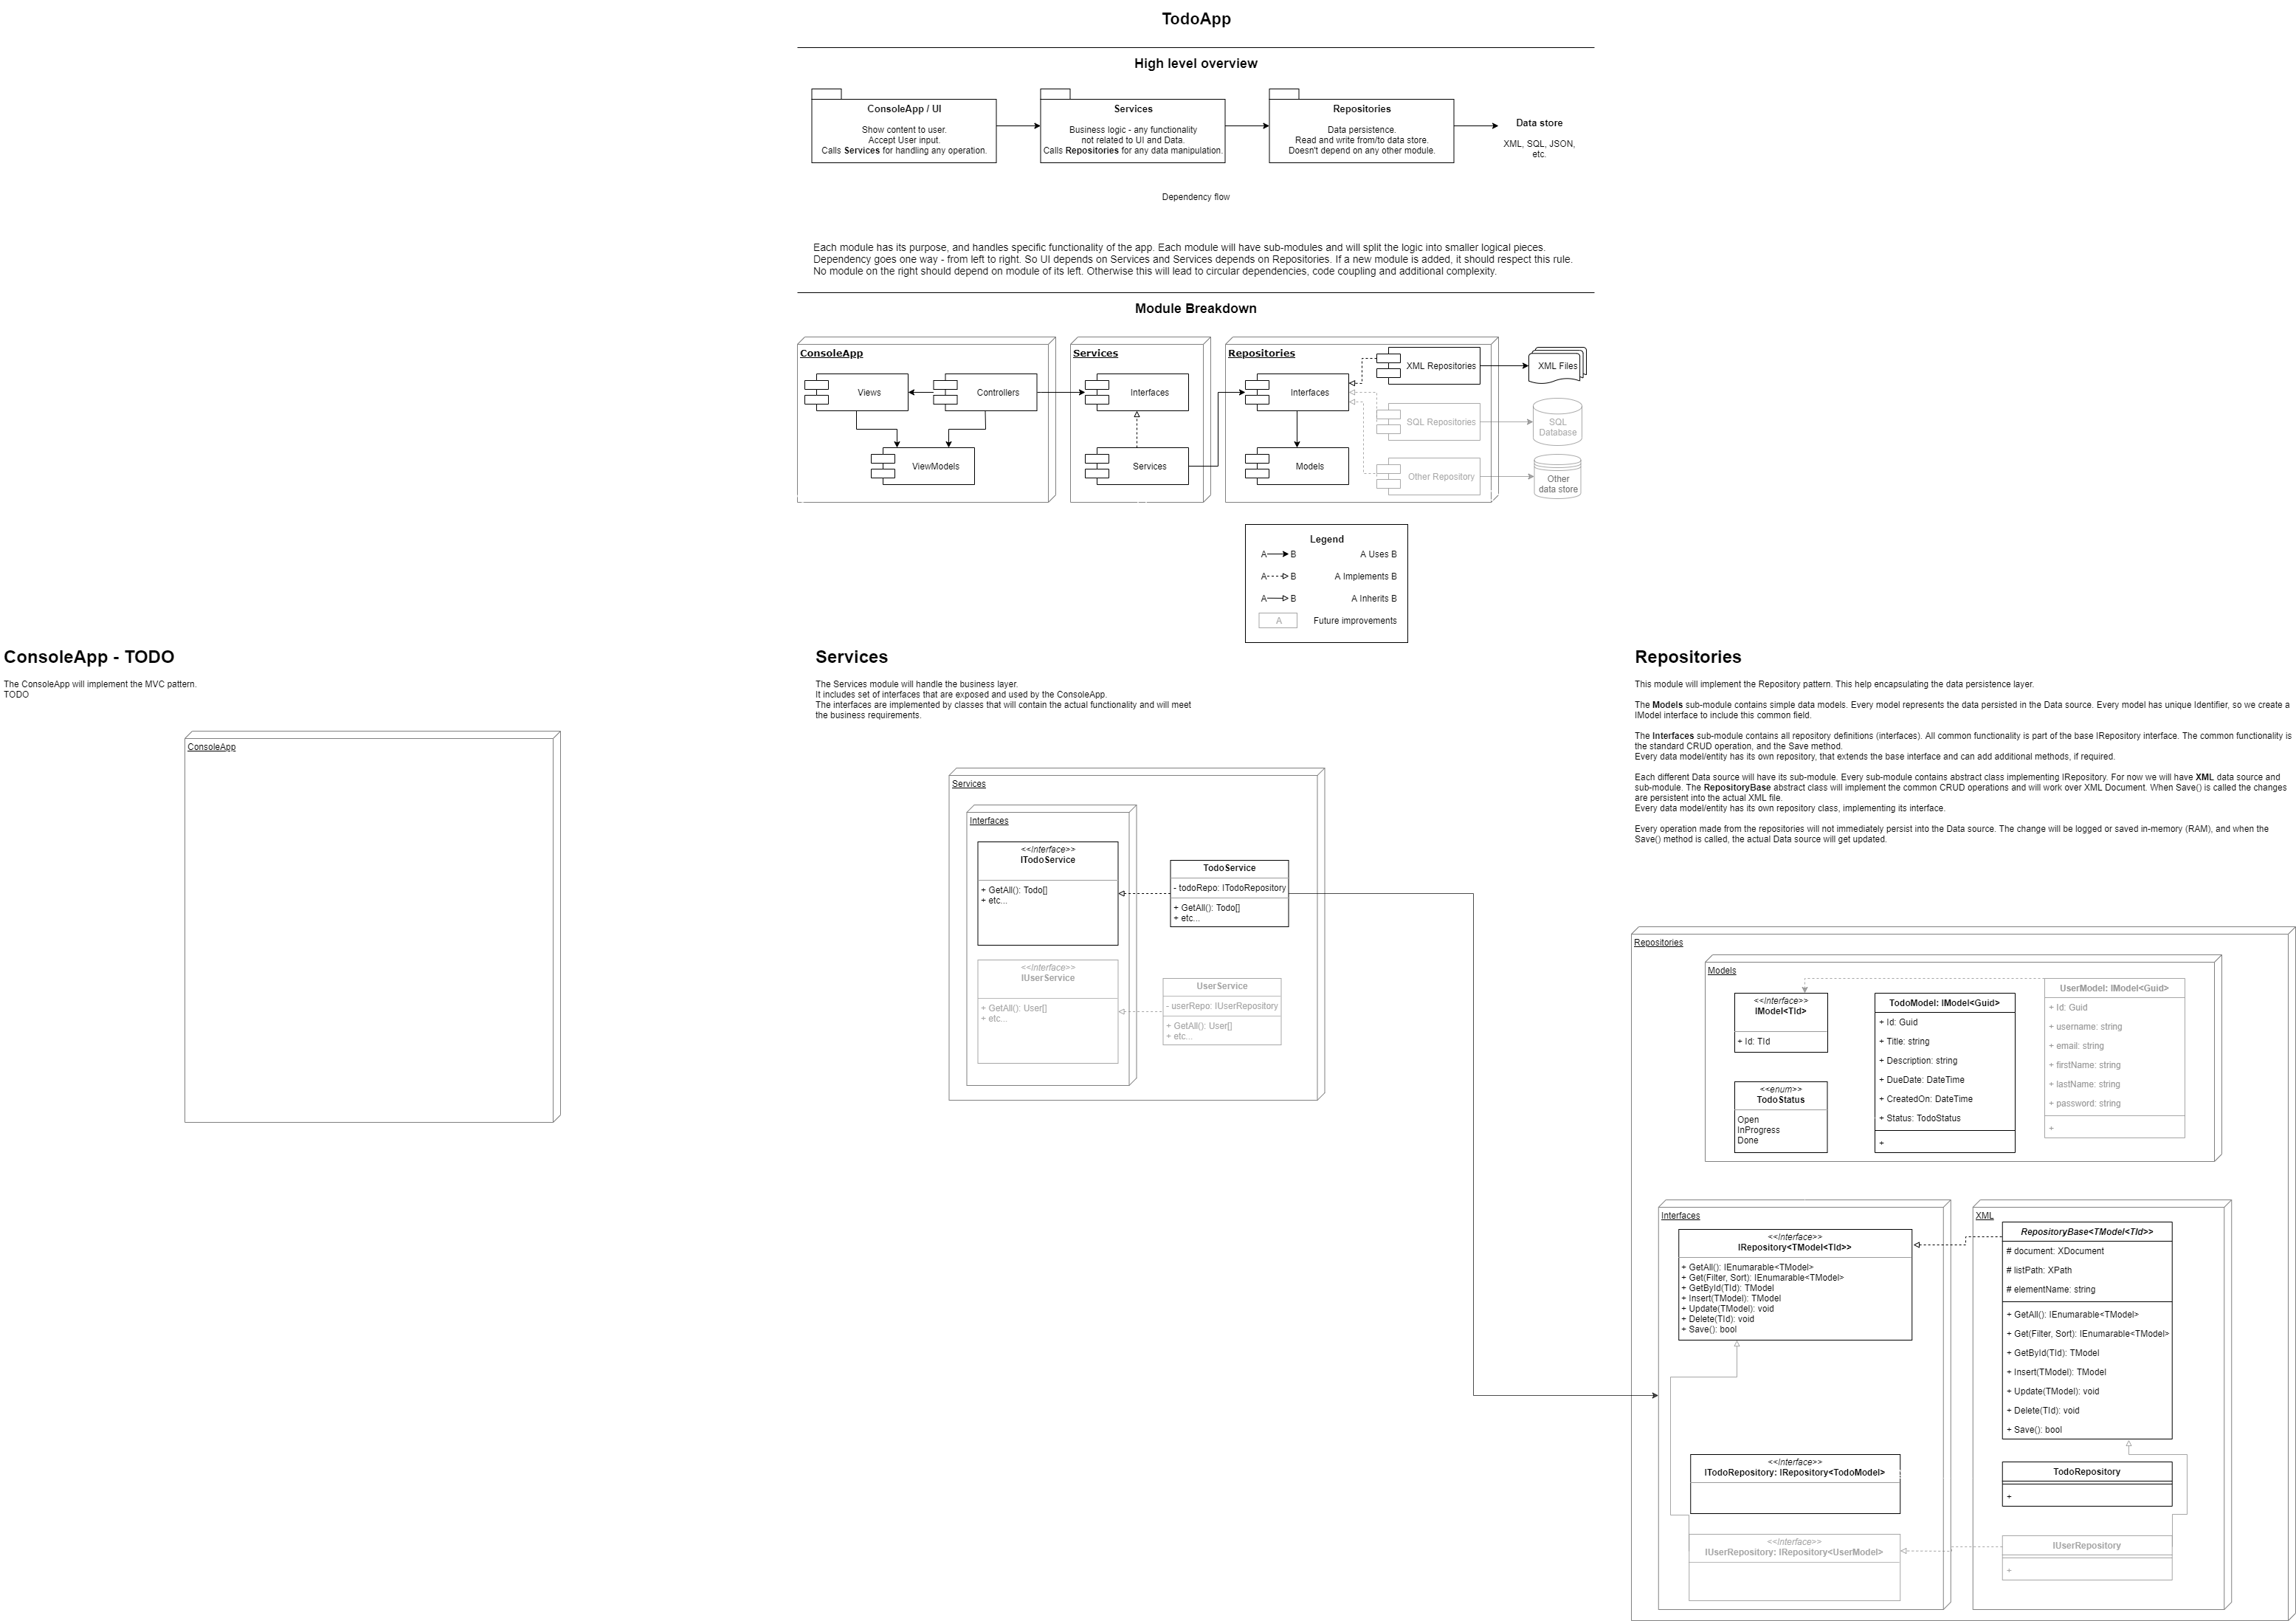 TodoApp
High level overview
ConsoleApp / UI
Show content to user.
Accept User input.
Calls Services for handling any operation.
Services
Business logic - any functionality
not related to UI and Data.
Calls Repositories for any data manipulation.
Repositories
Data persistence.
Read and write from/to data store.
Doesn't depend on any other module.
Data store
XML, SQL, JSON,
etc.
Dependency flow
Each module has its purpose, and handles specific functionality of the app. Each module will have sub-modules and will split the logic into smaller logical pieces.
Dependency goes one way - from left to right. So UI depends on Services and Services depends on Repositories. If a new module is added, it should respect this rule.
No module on the right should depend on module of its left. Otherwise this will lead to circular dependencies, code coupling and additional complexity.
Module Breakdown
ConsoleApp
Views
Controllers
ViewModels
Services
Interfaces
Services
Repositories
Interfaces
Models
XML Repositories
SQL Repositories
Other Repository
XML Files
SQL
Database
Other
data store
Legend
A B A Uses B
A B A Implements B
A B A Inherits B
A Future improvements
ConsoleApp - TODO
The ConsoleApp will implement the MVC pattern.
TODO
ConsoleApp
Services
The Services module will handle the business layer.
It includes set of interfaces that are exposed and used by the ConsoleApp.
The interfaces are implemented by classes that will contain the actual functionality and will meet
the business requirements.
Services
Interfaces
<<Interface>>
ITodoService
+ GetAll(): Todo[]
+ etc...
TodoService
- todoRepo: ITodoRepository
+ GetAll(): Todo[]
+ etc...
<<Interface>>
IUserService
+ GetAll(): User[]
+ etc...
UserService
- userRepo: IUserRepository
+ GetAll(): User[]
+ etc...
Repositories
This module will implement the Repository pattern. This help encapsulating the data persistence layer.
The Models sub-module contains simple data models. Every model represents the data persisted in the Data source. Every model has unique Identifier, so we create a
IModel interface to include this common field.
The Interfaces sub-module contains all repository definitions (interfaces). All common functionality is part of the base IRepository interface. The common functionality is
the standard CRUD operation, and the Save method.
Every data model/entity has its own repository, that extends the base interface and can add additional methods, if required.
Each different Data source will have its sub-module. Every sub-module contains abstract class implementing IRepository. For now we will have XML data source and
sub-module. The RepositoryBase abstract class will implement the common CRUD operations and will work over XML Document. When Save() is called the changes
are persistent into the actual XML file.
Every data model/entity has its own repository class, implementing its interface.
Every operation made from the repositories will not immediately persist into the Data source. The change will be logged or saved in-memory (RAM), and when the
Save() method is called, the actual Data source will get updated.
Repositories
Models
<<Interface>>
IModel<TId>
+ Id: TId
<<enum>>
TodoStatus
Open
InProgress
Done
TodoModel: IModel<Guid>
+ Id: Guid
+ Title: string
+ Description: string
+ DueDate: DateTime
+ CreatedOn: DateTime
+ Status: TodoStatus
+
UserModel: IModel<Guid>
+ Id: Guid
+ username: string
+ email: string
+ firstName: string
+ lastName: string
+ password: string
+
Interfaces
<<Interface>>
IRepository<TModel<TId>>
+ GetAll(): IEnumarable<TModel>
+ Get(Filter, Sort): IEnumarable<TModel>
+ GetById(TId): TModel
+ Insert(TModel): TModel
+ Update(TModel): void
+ Delete(TId): void
+ Save(): bool
<<Interface>>
ITodoRepository: IRepository<TodoModel>
<<Interface>>
IUserRepository: IRepository<UserModel>
XML
RepositoryBase<TModel<TId>>
# document: XDocument
# listPath: XPath
# elementName: string
+ GetAll(): IEnumarable<TModel>
+ Get(Filter, Sort): IEnumarable<TModel>
+ GetById(TId): TModel
+ Insert(TModel): TModel
+ Update(TModel): void
+ Delete(TId): void
+ Save(): bool
TodoRepository
+
IUserRepository
+